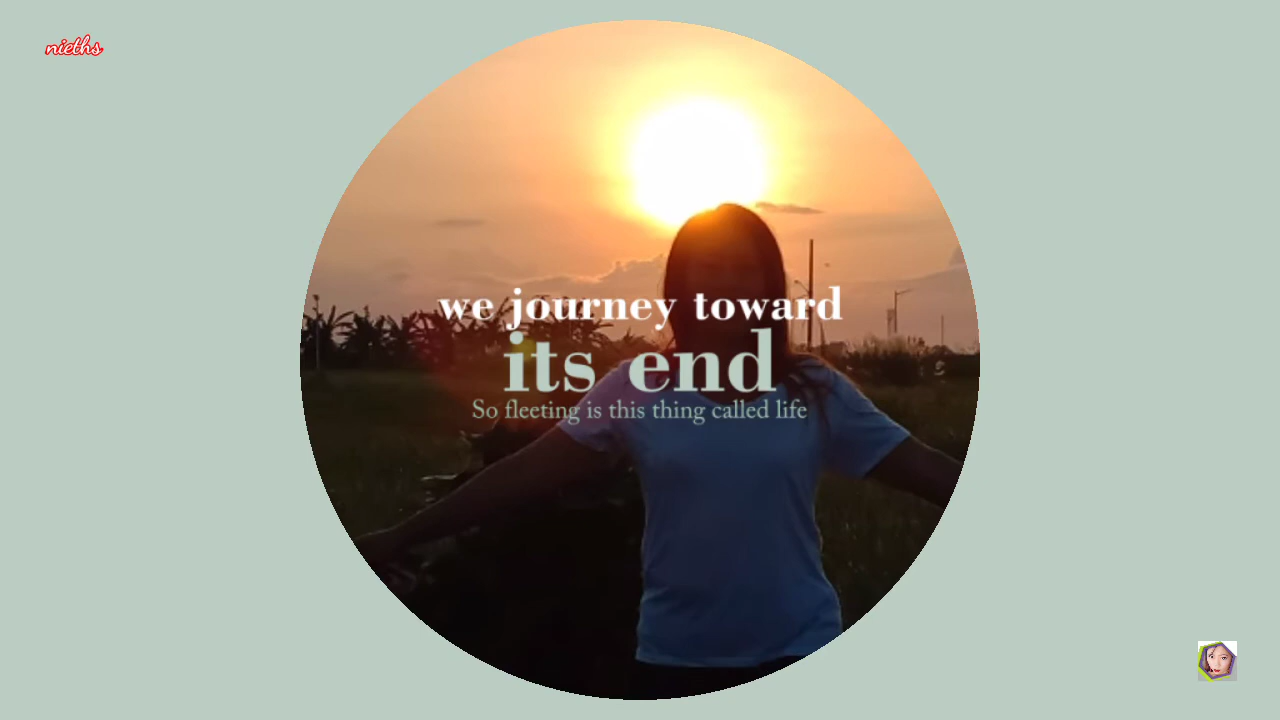 nieths
we journey toward
its end
So fleeting is this thing called life